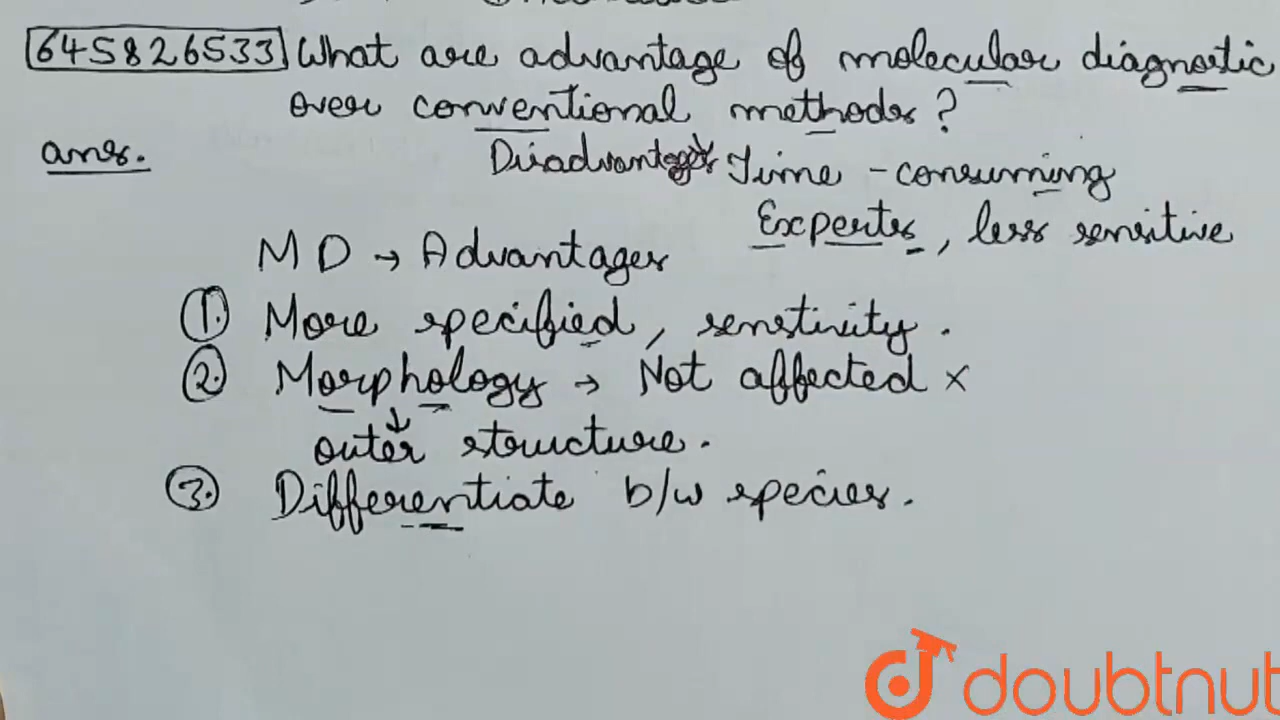 645826533 What are advantage of molecular diagnostic
over conventional methods?
ans.
Disadvantages Time - consuming
Experts, less sensitive
MD → Advantages
1. More specified, senstivity.
2. Morphology → Not affected ×
↓
outer structure.
3. Differentiate b/w species.
doubtnut